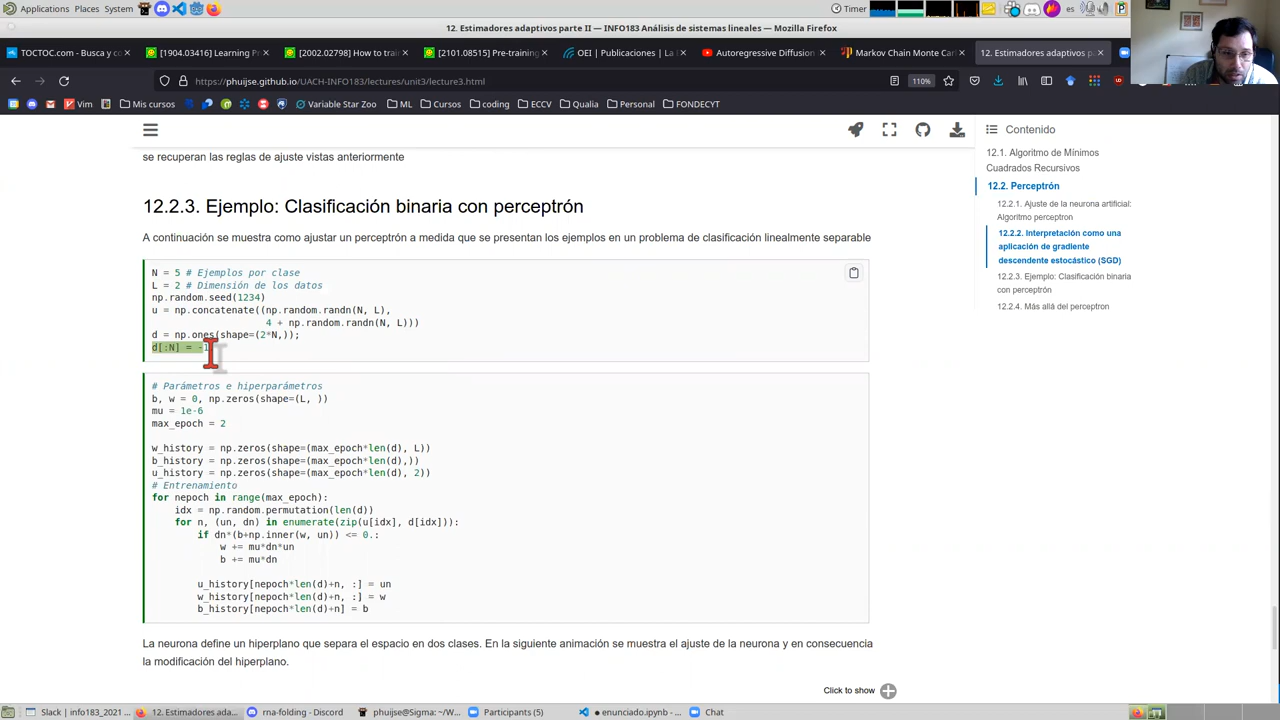 Applications Places System
Timer
es
12. Estimadores adaptivos parte II — INFO183 Análisis de sistemas lineales — Mozilla Firefox
TOCTOC.com - Busca y co
[1904.03416] Learning Pr
[2002.02798] How to train
[2101.08515] Pre-training
OEI | Publicaciones | La
Autoregressive Diffusion
Markov Chain Monte Carl
12. Estimadores adaptivos pa
https://phuijse.github.io/UACH-INFO183/lectures/unit3/lecture3.html
110%
Vim
Mis cursos
Variable Star Zoo
ML
Cursos
coding
ECCV
Qualia
Personal
FONDECYT
se recuperan las reglas de ajuste vistas anteriormente
12.2.3. Ejemplo: Clasificación binaria con perceptrón
A continuación se muestra como ajustar un perceptrón a medida que se presentan los ejemplos en un problema de clasificación linealmente separable
N = 5 # Ejemplos por clase
L = 2 # Dimensión de los datos
np.random.seed(1234)
u = np.concatenate((np.random.randn(N, L),
4 + np.random.randn(N, L)))
d = np.ones(shape=(2*N,));
d[:N] = -1
# Parámetros e hiperparámetros
b, w = 0, np.zeros(shape=(L, ))
mu = 1e-6
max_epoch = 2
w_history = np.zeros(shape=(max_epoch*len(d), L))
b_history = np.zeros(shape=(max_epoch*len(d),))
u_history = np.zeros(shape=(max_epoch*len(d), 2))
# Entrenamiento
for nepoch in range(max_epoch):
idx = np.random.permutation(len(d))
for n, (un, dn) in enumerate(zip(u[idx], d[idx])):
if dn*(b+np.inner(w, un)) <= 0.:
w += mu*dn*un
b += mu*dn
u_history[nepoch*len(d)+n, :] = un
w_history[nepoch*len(d)+n, :] = w
b_history[nepoch*len(d)+n] = b
La neurona define un hiperplano que separa el espacio en dos clases. En la siguiente animación se muestra el ajuste de la neurona y en consecuencia
la modificación del hiperplano.
Click to show
Contenido
12.1. Algoritmo de Mínimos
Cuadrados Recursivos
12.2. Perceptrón
12.2.1. Ajuste de la neurona artificial:
Algoritmo perceptron
12.2.2. Interpretación como una
aplicación de gradiente
descendente estocástico (SGD)
12.2.3. Ejemplo: Clasificación binaria
con perceptrón
12.2.4. Más allá del perceptron
Slack | info183_2021 ...
12. Estimadores ada...
rna-folding - Discord
phuijse@Sigma: ~/W...
Participants (5)
enunciado.ipynb - ...
Chat